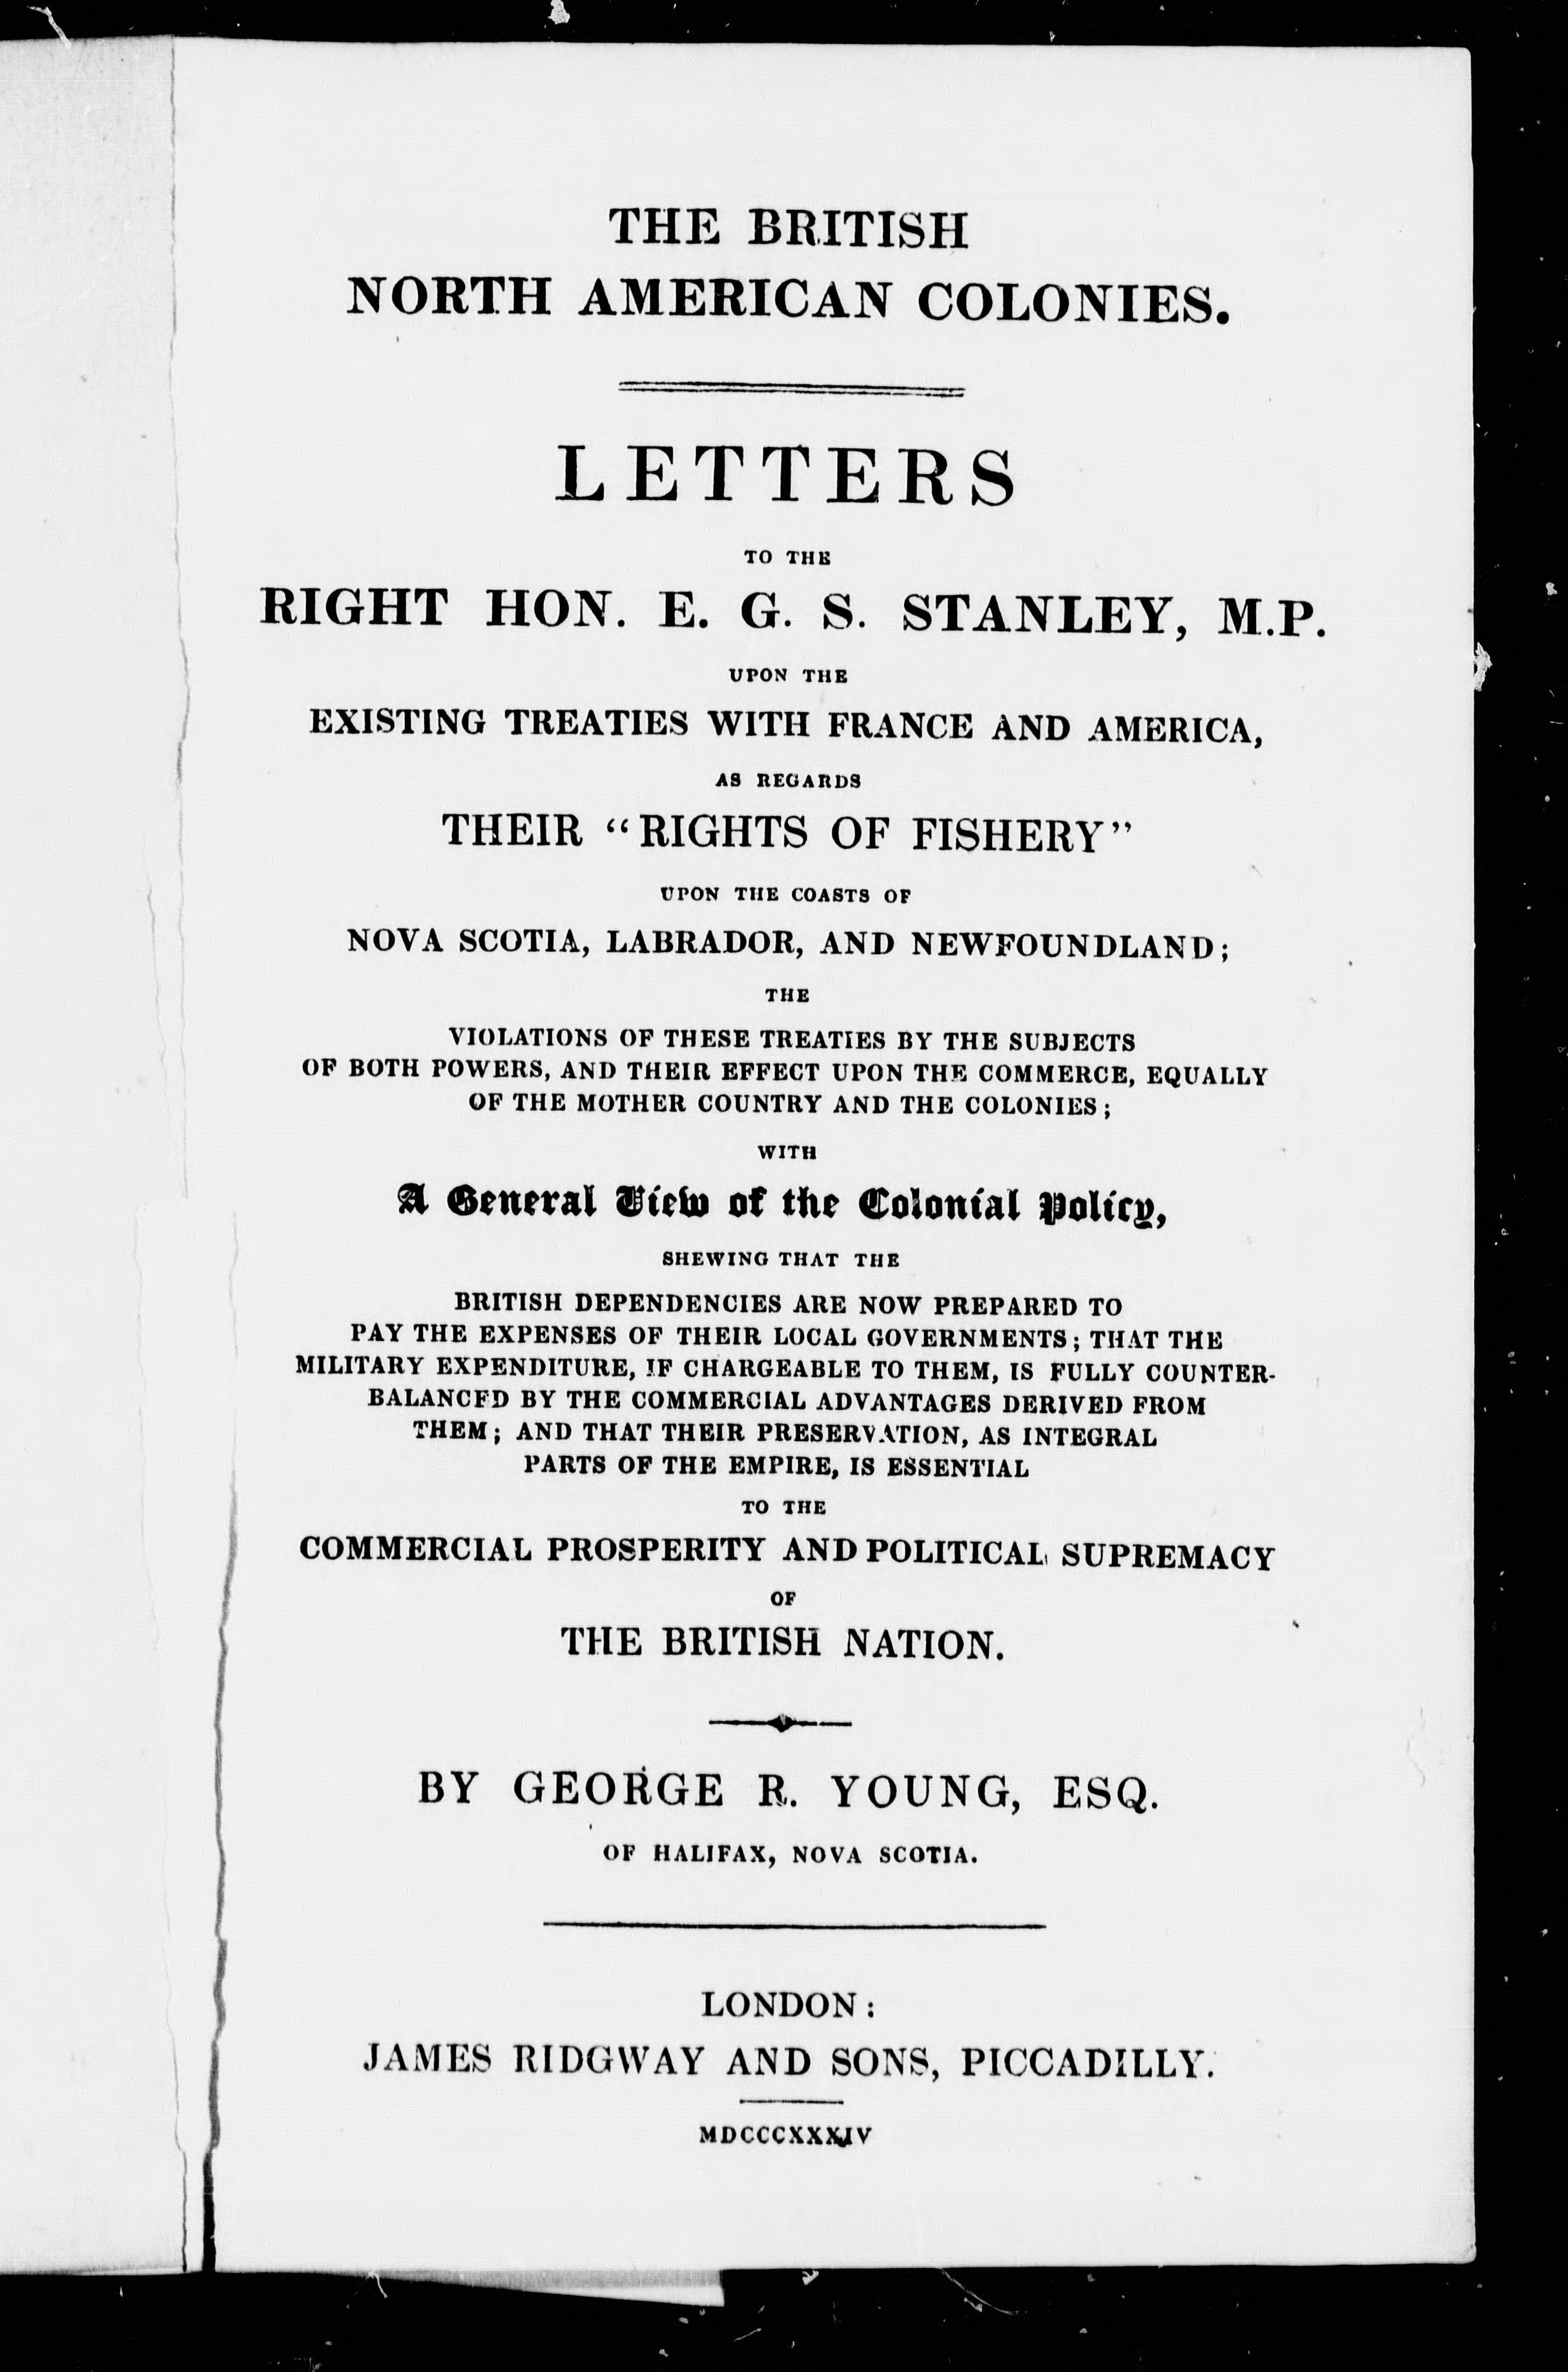 THE BRITISH
NORTH AMERICAN COLONIES.
LETTERS
TO THE
RIGHT HON. E. G. S. STANLEY, M.P.
UPON THE
EXISTING TREATIES WITH FRANCE AND AMERICA,
AS REGARDS
THEIR "RIGHTS OF FISHERY"
UPON THE COASTS OF
NOVA SCOTIA, LABRADOR, AND NEWFOUNDLAND;
THE
VIOLATIONS OF THESE TREATIES BY THE SUBJECTS
OF BOTH POWERS, AND THEIR EFFECT UPON THE COMMERCE, EQUALLY
OF THE MOTHER COUNTRY AND THE COLONIES;
WITH
A General View of the Colonial Policy,
SHEWING THAT THE
BRITISH DEPENDENCIES ARE NOW PREPARED TO
PAY THE EXPENSES OF THEIR LOCAL GOVERNMENTS; THAT THE
MILITARY EXPENDITURE, IF CHARGEABLE TO THEM, IS FULLY COUNTER-
BALANCED BY THE COMMERCIAL ADVANTAGES DERIVED FROM
THEM; AND THAT THEIR PRESERVATION, AS INTEGRAL
PARTS OF THE EMPIRE, IS ESSENTIAL
TO THE
COMMERCIAL PROSPERITY AND POLITICAL SUPREMACY
OF
THE BRITISH NATION.
BY GEORGE R. YOUNG, ESQ.
OF HALIFAX, NOVA SCOTIA.
LONDON:
JAMES RIDGWAY AND SONS, PICCADILLY.
MDCCCXXXIV